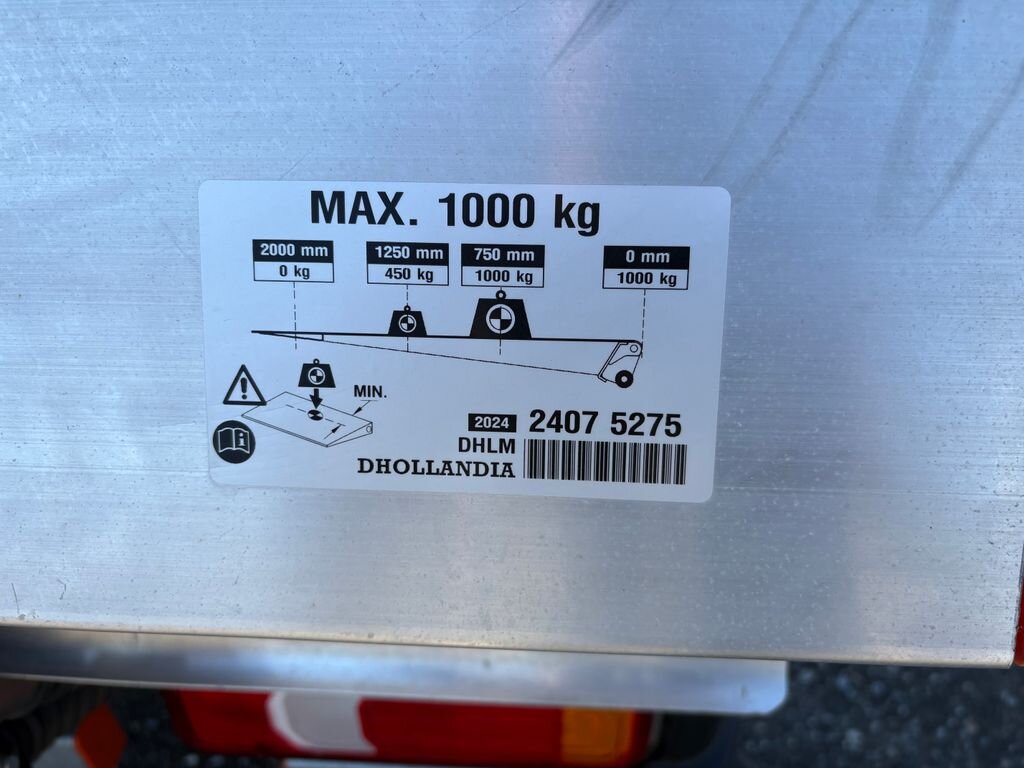 MAX. 1000 kg
2000 mm 1250 mm 750 mm 0 mm
0 kg 450 kg 1000 kg 1000 kg
MIN.
2024 2407 5275
DHLM
DHOLLANDIA